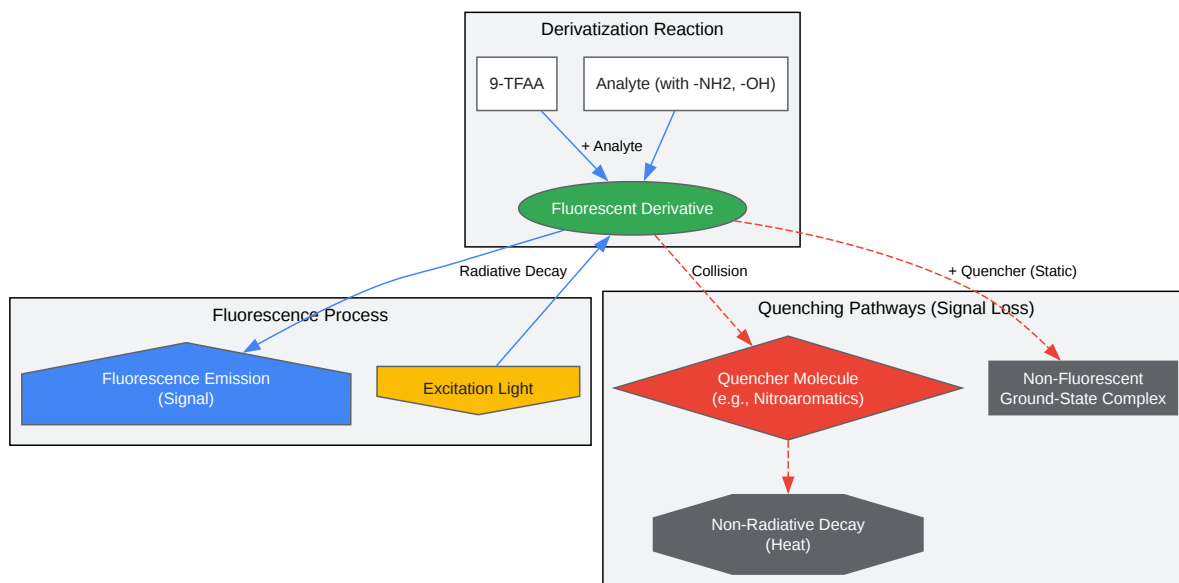 Derivatization Reaction
9-TFAA
Analyte (with -NH2, -OH)
+ Analyte
Fluorescent Derivative
Radiative Decay
Collision
+ Quencher (Static)
Fluorescence Process
Quenching Pathways (Signal Loss)
Fluorescence Emission
(Signal)
Excitation Light
Quencher Molecule
(e.g., Nitroaromatics)
Non-Fluorescent
Ground-State Complex
Non-Radiative Decay
(Heat)